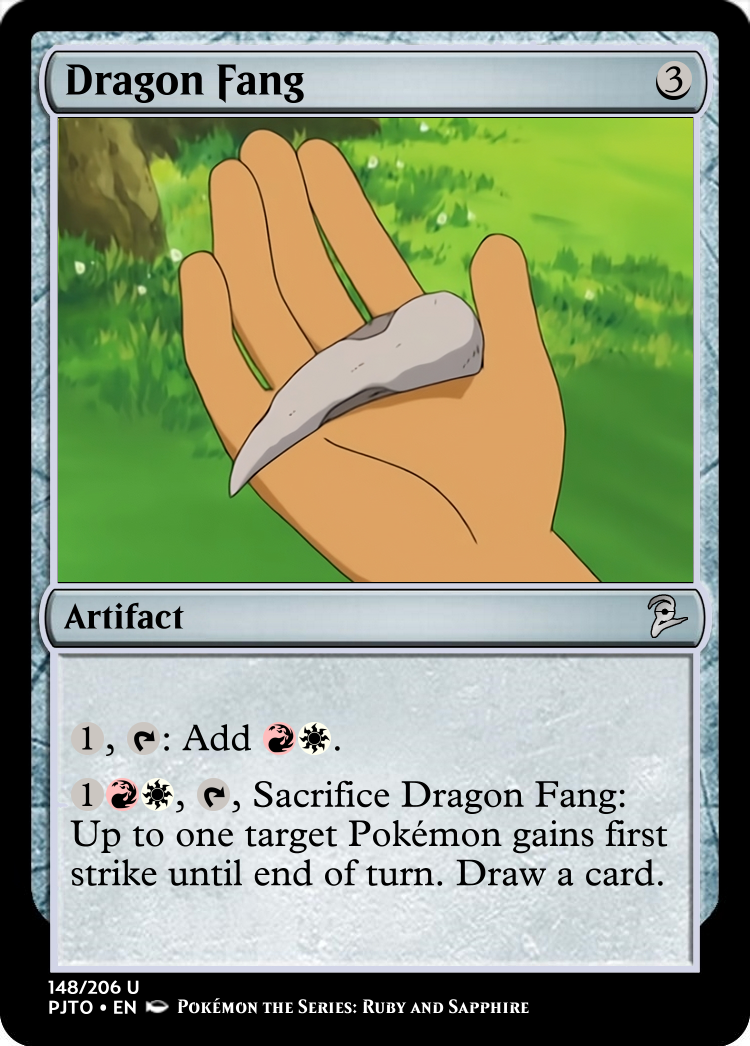 Dragon Fang 3
Artifact
1, : Add .
1, , Sacrifice Dragon Fang:
Up to one target Pokémon gains first
strike until end of turn. Draw a card.
148/206 U
PJTO • EN Pokémon the Series: Ruby and Sapphire